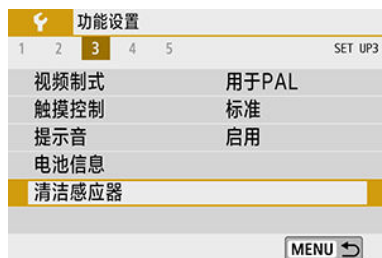 功能设置
1 2 3 4 5 SET UP3
视频制式 用于PAL
触摸控制 标准
提示音 启用
电池信息
清洁感应器
MENU